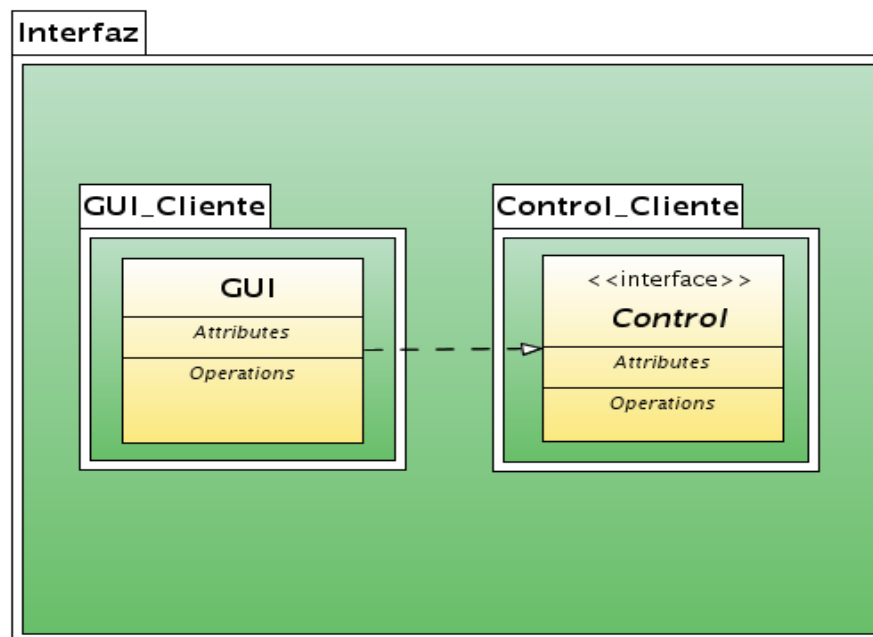 Interfaz
GUI_Cliente
GUI
Attributes
Operations
Control_Cliente
<<interface>>
Control
Attributes
Operations